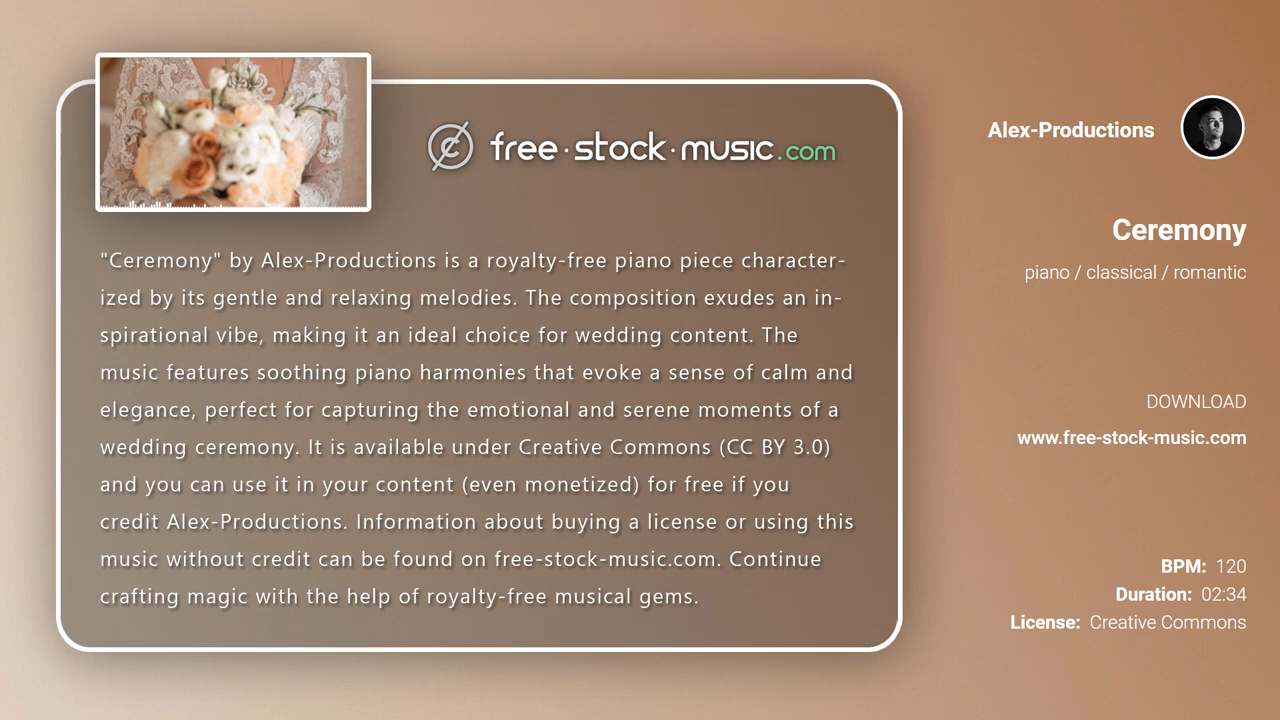 free·stock·music.com
"Ceremony" by Alex-Productions is a royalty-free piano piece character-
ized by its gentle and relaxing melodies. The composition exudes an in-
spirational vibe, making it an ideal choice for wedding content. The
music features soothing piano harmonies that evoke a sense of calm and
elegance, perfect for capturing the emotional and serene moments of a
wedding ceremony. It is available under Creative Commons (CC BY 3.0)
and you can use it in your content (even monetized) for free if you
credit Alex-Productions. Information about buying a license or using this
music without credit can be found on free-stock-music.com. Continue
crafting magic with the help of royalty-free musical gems.
Alex-Productions
Ceremony
piano / classical / romantic
DOWNLOAD
www.free-stock-music.com
BPM: 120
Duration: 02:34
License: Creative Commons